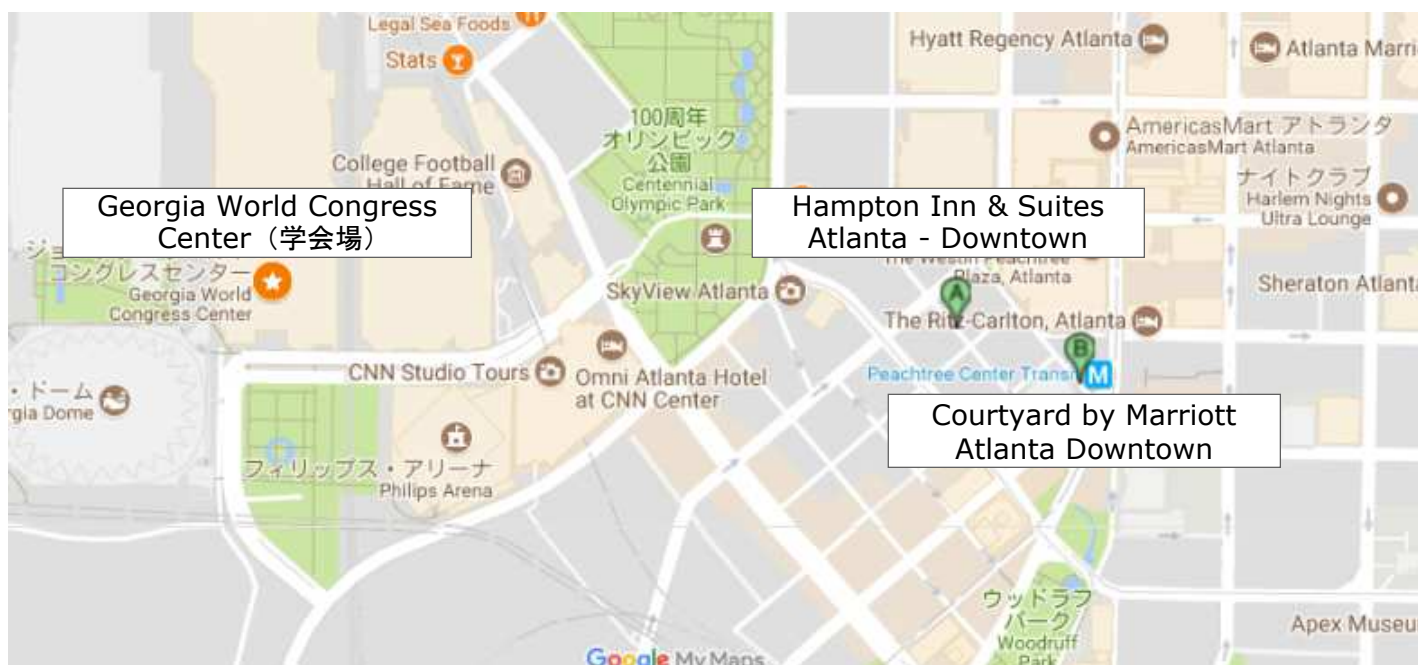 Legal Sea Foods
Stats
Hyatt Regency Atlanta
Atlanta Marri
100周年
オリンピック
公園
Centennial
Olympic Park
AmericasMart アトランタ
AmericasMart Atlanta
College Football
Hall of Fame
ナイトクラブ
Harlem Nights
Ultra Lounge
Georgia World Congress
Center（学会場）
Hampton Inn & Suites
Atlanta - Downtown
コングレスセンター
Georgia World
Congress Center
The Westin Peachtree
Plaza, Atlanta
SkyView Atlanta
A
Sheraton Atlant
The Ritz-Carlton, Atlanta
B
CNN Studio Tours
Omni Atlanta Hotel
at CNN Center
Peachtree Center Trans
M
・ドーム
rgia Dome
Courtyard by Marriott
Atlanta Downtown
フィリップス・アリーナ
Philips Arena
ウッドラフ
パーク
Woodruff
Park
Apex Museu
Google My Maps